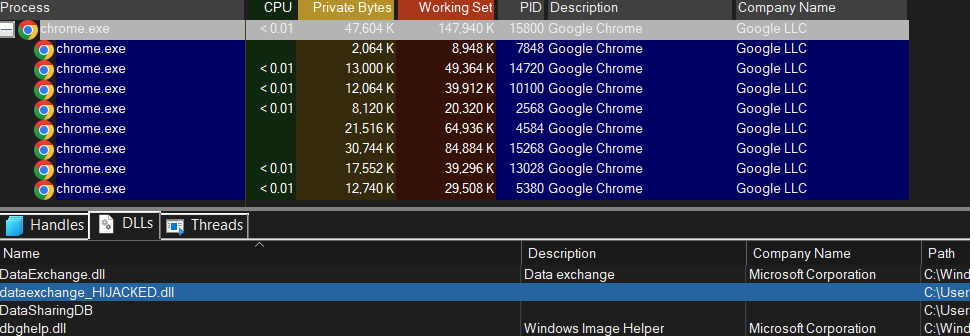 Process CPU Private Bytes Working Set PID Description Company Name
chrome.exe < 0.01 47,604 K 147,940 K 15800 Google Chrome Google LLC
chrome.exe 2,064 K 8,948 K 7848 Google Chrome Google LLC
chrome.exe < 0.01 13,000 K 49,364 K 14720 Google Chrome Google LLC
chrome.exe < 0.01 12,064 K 39,912 K 10100 Google Chrome Google LLC
chrome.exe < 0.01 8,120 K 20,320 K 2568 Google Chrome Google LLC
chrome.exe 21,516 K 64,936 K 4584 Google Chrome Google LLC
chrome.exe 30,744 K 84,884 K 15268 Google Chrome Google LLC
chrome.exe < 0.01 17,552 K 39,296 K 13028 Google Chrome Google LLC
chrome.exe < 0.01 12,740 K 29,508 K 5380 Google Chrome Google LLC
Handles DLLs Threads
Name Description Company Name Path
DataExchange.dll Data exchange Microsoft Corporation C:\Wind
dataexchange_HIJACKED.dll C:\User
DataSharingDB C:\User
dbghelp.dll Windows Image Helper Microsoft Corporation C:\Wind